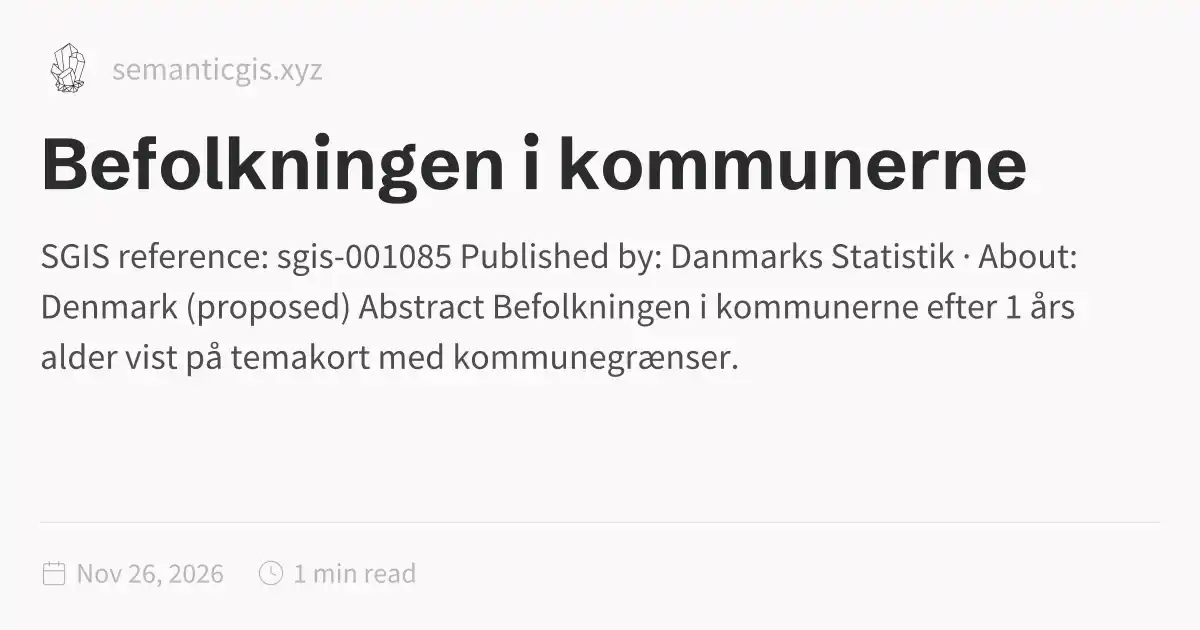 semanticgis.xyz
Befolkningen i kommunerne
SGIS reference: sgis-001085 Published by: Danmarks Statistik · About:
Denmark (proposed) Abstract Befolkningen i kommunerne efter 1 års
alder vist på temakort med kommunegrænser.
Nov 26, 2026 1 min read